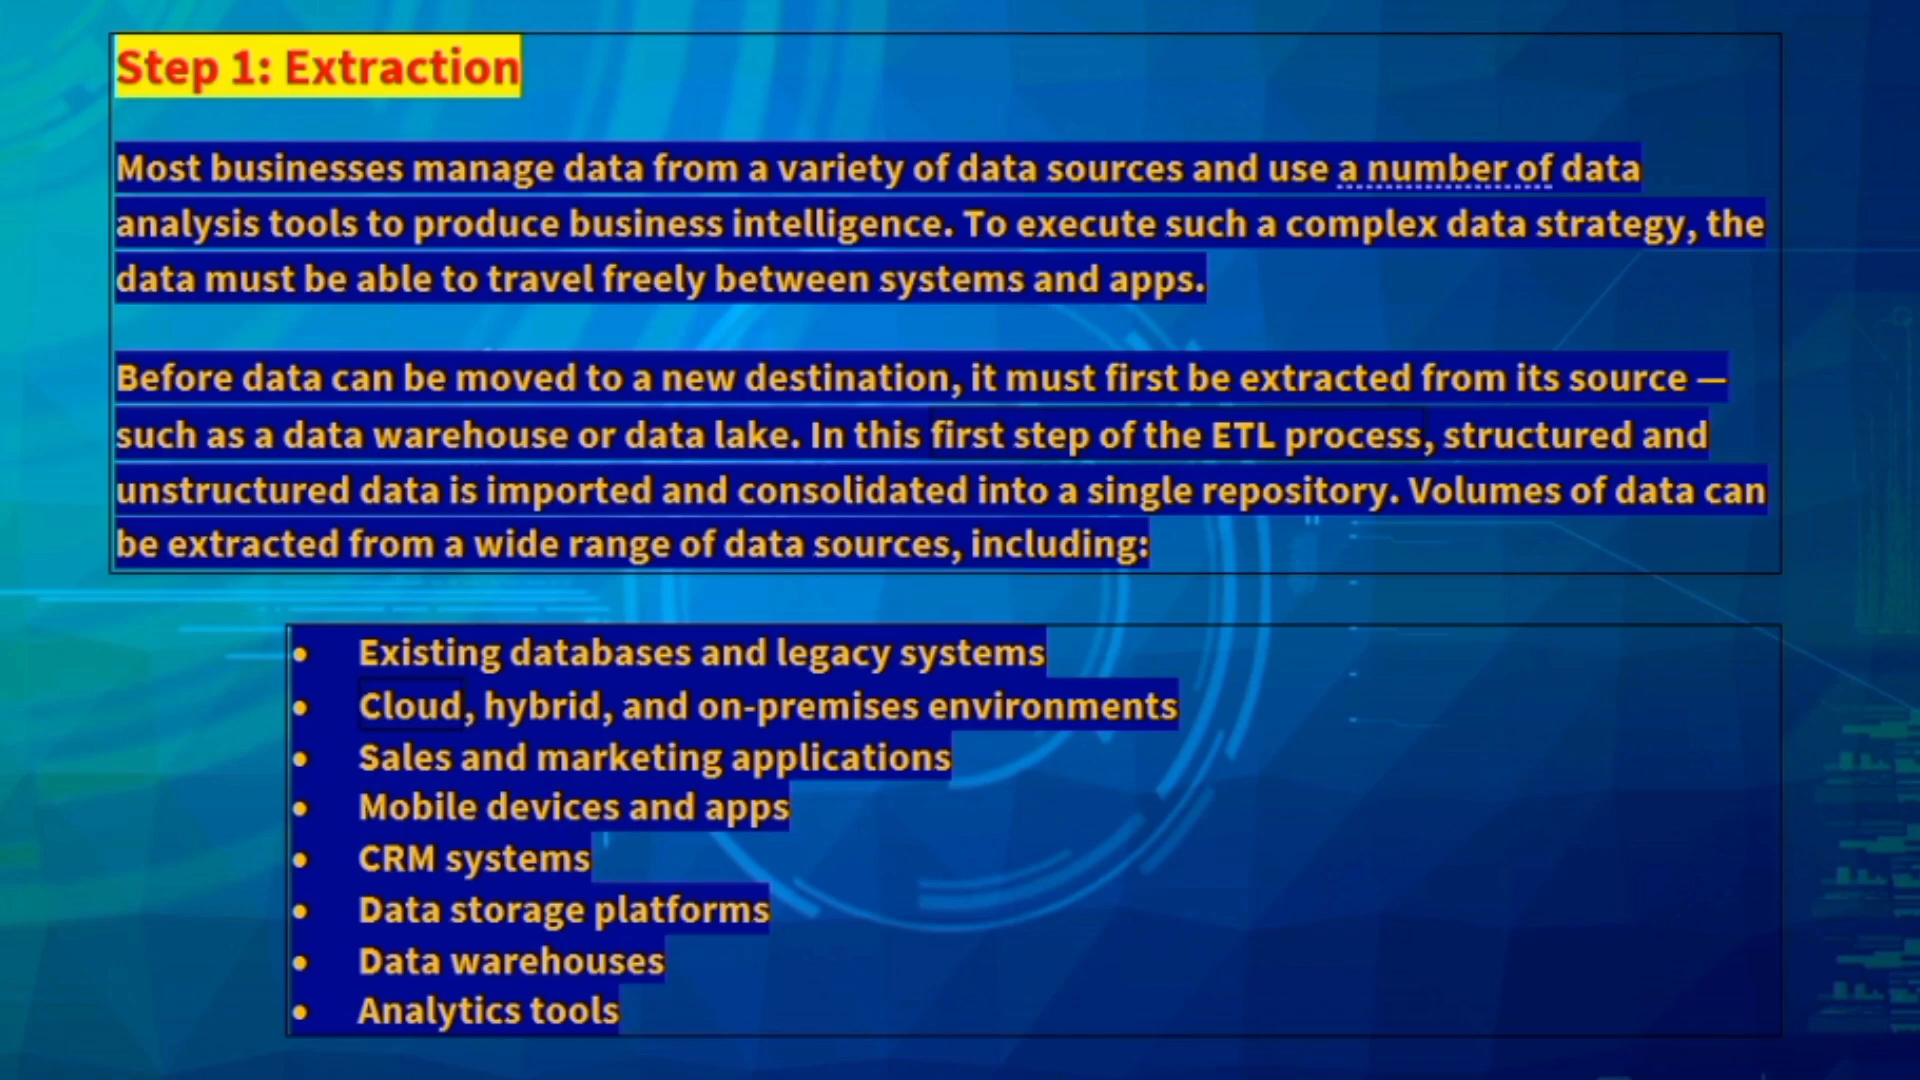 Step 1: Extraction
Most businesses manage data from a variety of data sources and use a number of data
analysis tools to produce business intelligence. To execute such a complex data strategy, the
data must be able to travel freely between systems and apps.
Before data can be moved to a new destination, it must first be extracted from its source —
such as a data warehouse or data lake. In this first step of the ETL process, structured and
unstructured data is imported and consolidated into a single repository. Volumes of data can
be extracted from a wide range of data sources, including:
• Existing databases and legacy systems
• Cloud, hybrid, and on-premises environments
• Sales and marketing applications
• Mobile devices and apps
• CRM systems
• Data storage platforms
• Data warehouses
• Analytics tools